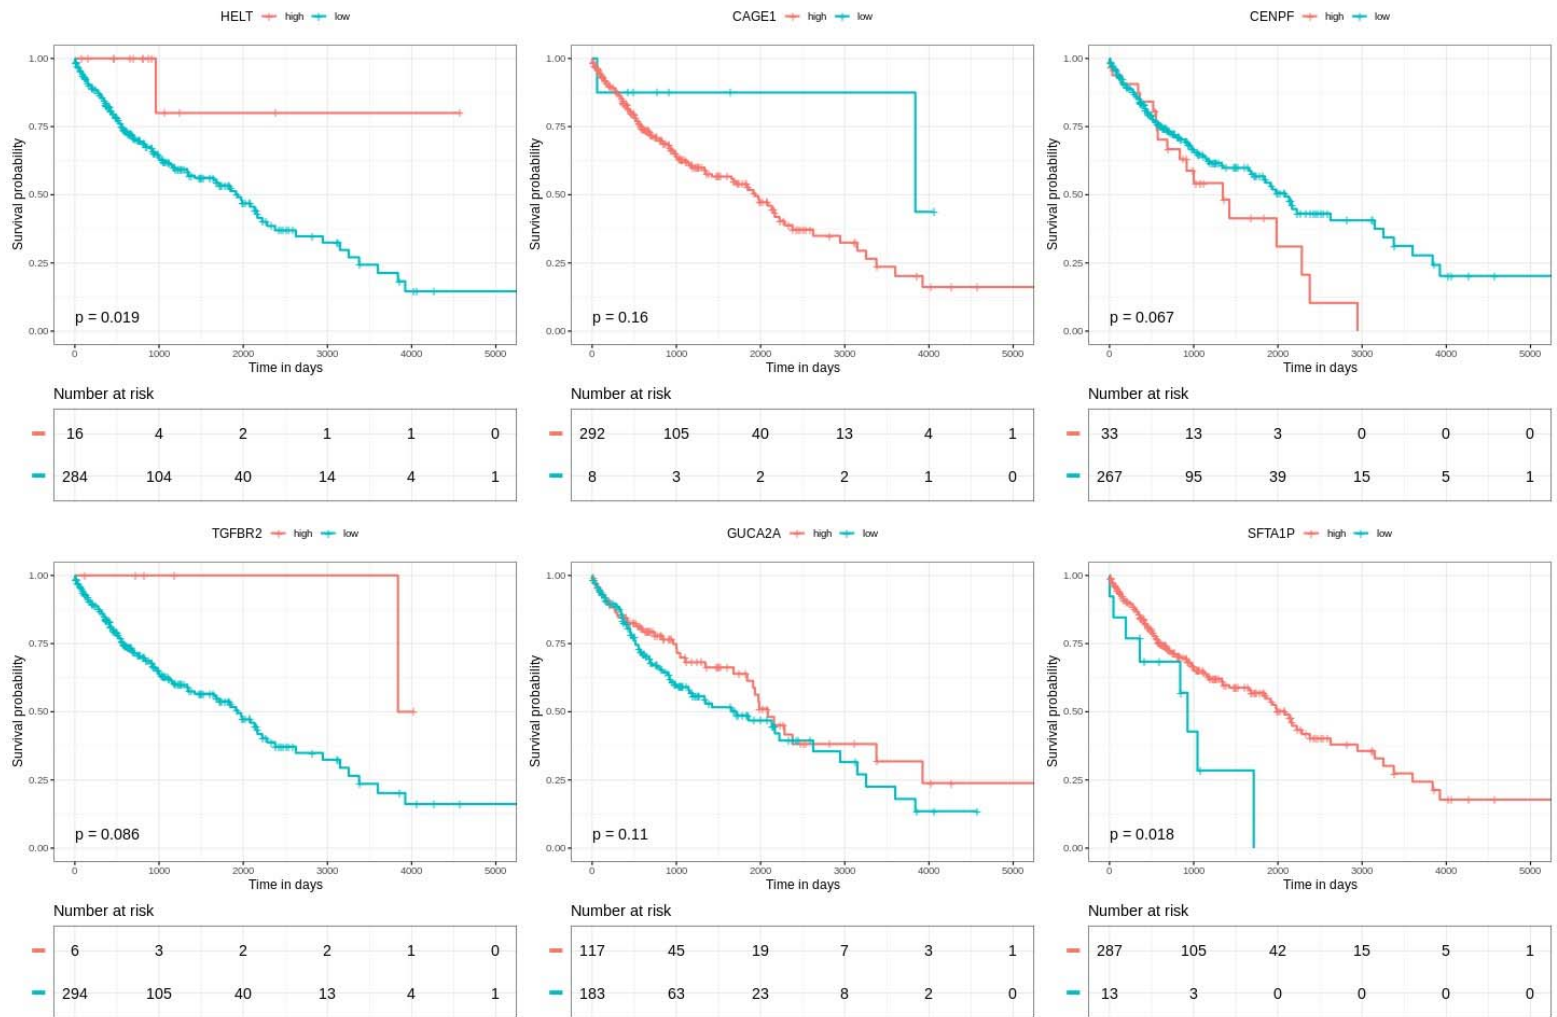 HELT high low
1.00
0.75
0.50
0.25
0.00
Survival probability
p = 0.019
0 1000 2000 3000 4000 5000
Time in days
Number at risk
16 4 2 1 1 0
284 104 40 14 4 1
CAGE1 high low
1.00
0.75
0.50
0.25
0.00
Survival probability
p = 0.16
0 1000 2000 3000 4000 5000
Time in days
Number at risk
292 105 40 13 4 1
8 3 2 2 1 0
CENPF high low
1.00
0.75
0.50
0.25
0.00
Survival probability
p = 0.067
0 1000 2000 3000 4000 5000
Time in days
Number at risk
33 13 3 0 0 0
267 95 39 15 5 1
TGFBR2 high low
1.00
0.75
0.50
0.25
0.00
Survival probability
p = 0.086
0 1000 2000 3000 4000 5000
Time in days
Number at risk
6 3 2 2 1 0
294 105 40 13 4 1
GUCA2A high low
1.00
0.75
0.50
0.25
0.00
Survival probability
p = 0.11
0 1000 2000 3000 4000 5000
Time in days
Number at risk
117 45 19 7 3 1
183 63 23 8 2 0
SFTA1P high low
1.00
0.75
0.50
0.25
0.00
Survival probability
p = 0.018
0 1000 2000 3000 4000 5000
Time in days
Number at risk
287 105 42 15 5 1
13 3 0 0 0 0